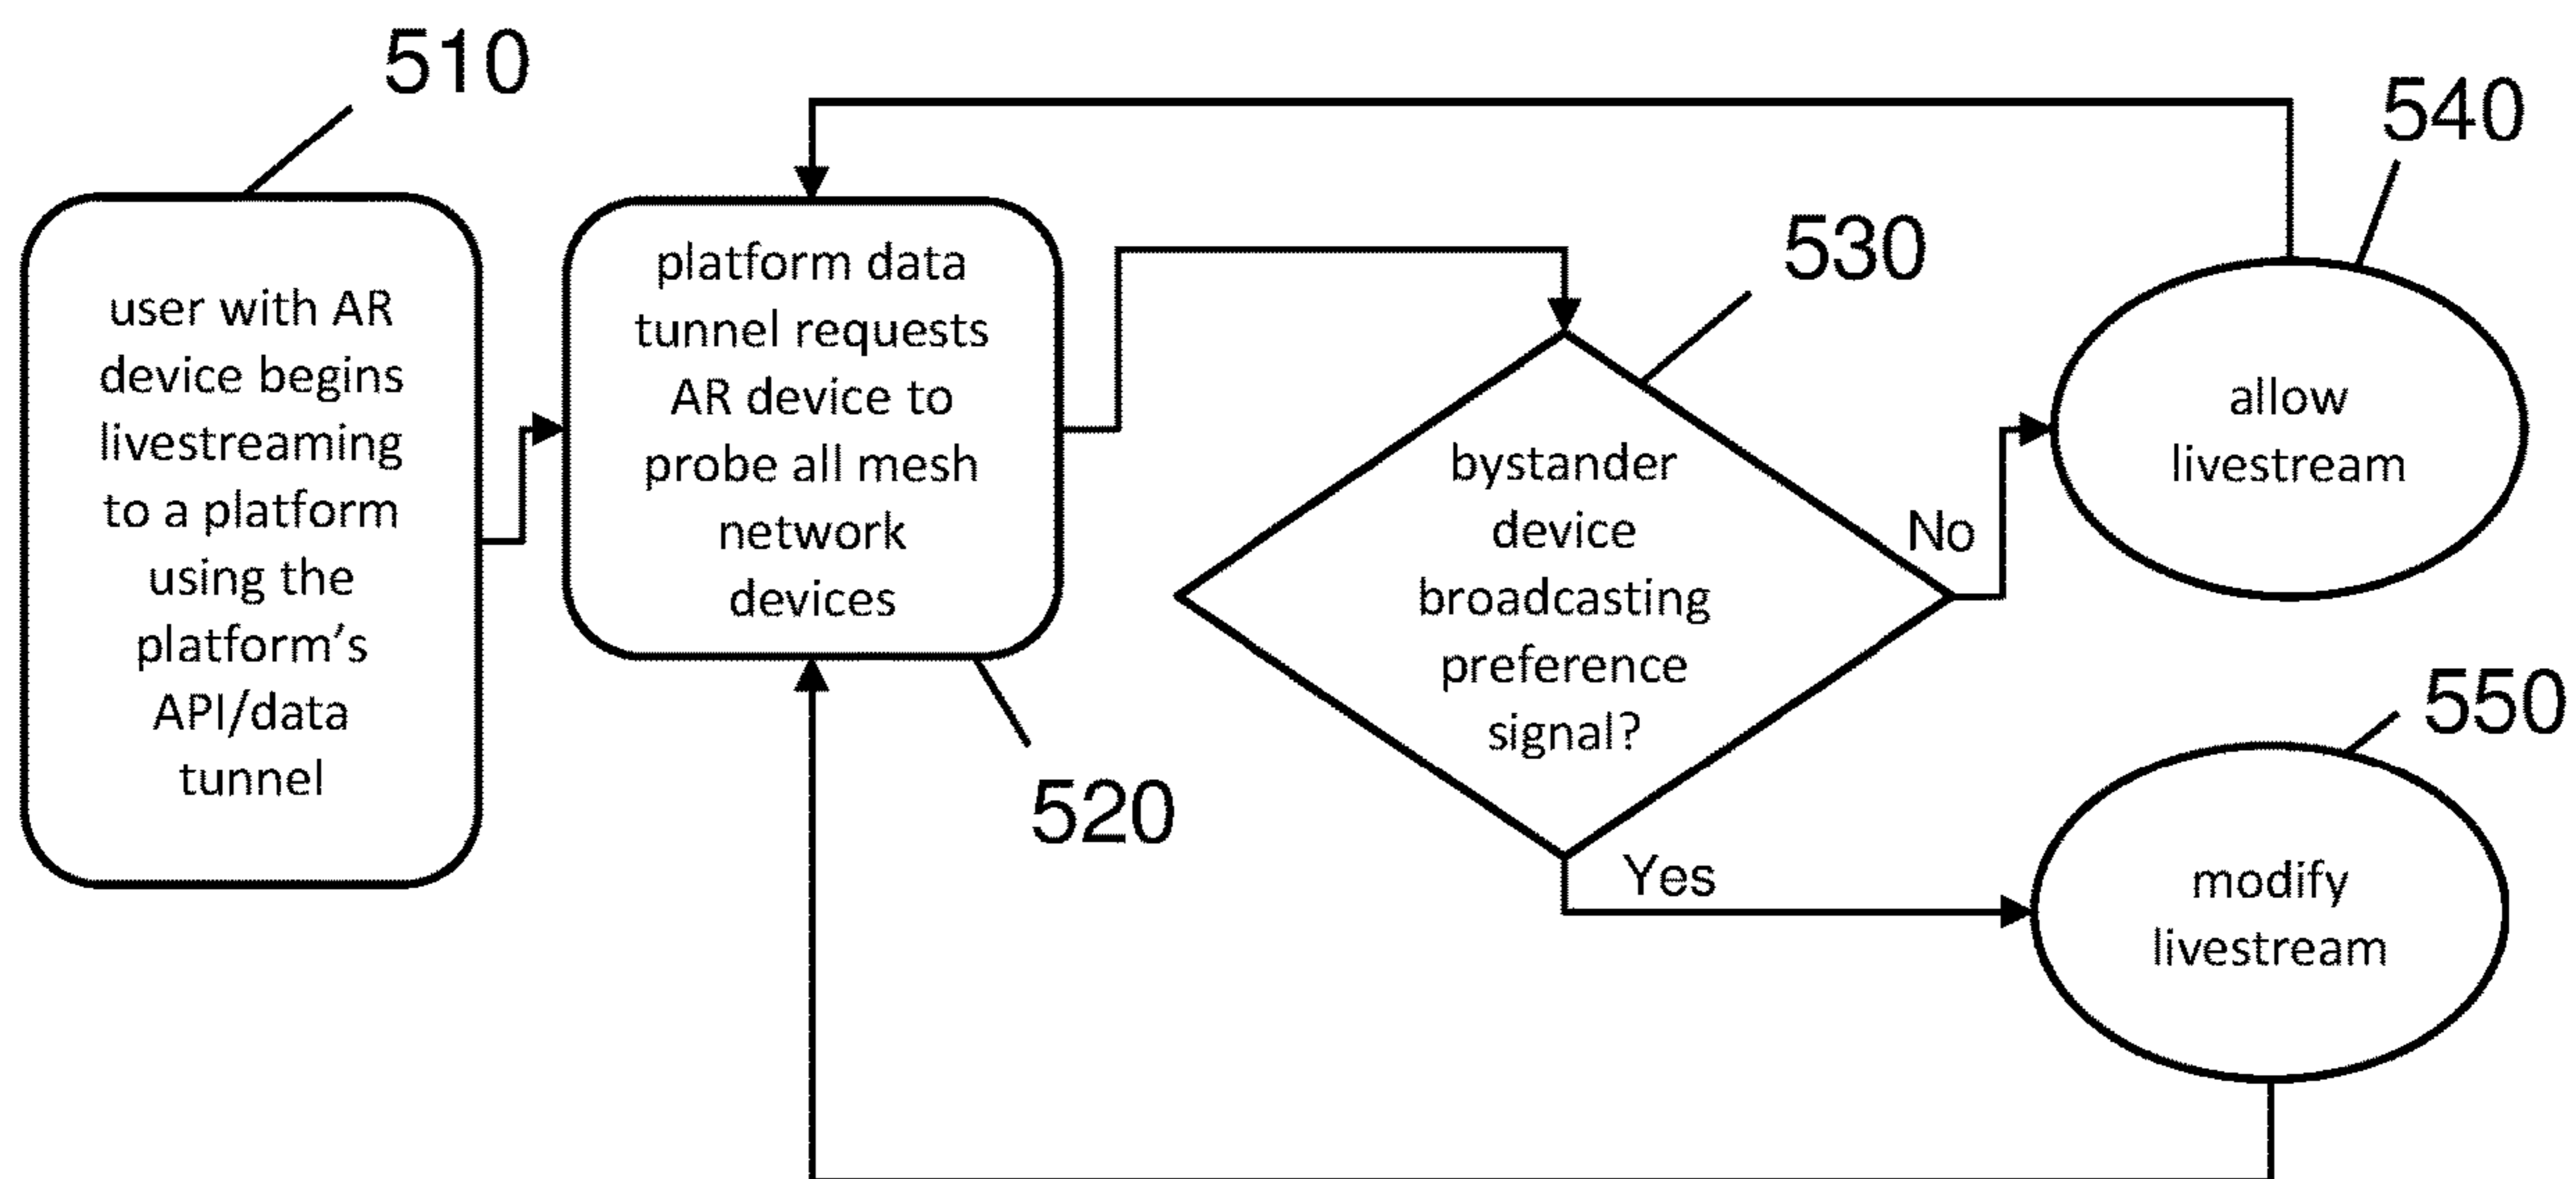 510
user with AR
device begins
livestreaming
to a platform
using the
platform’s
API/data
tunnel
platform data
tunnel requests
AR device to
probe all mesh
network
devices
520
530
bystander
device
broadcasting
preference
signal?
No
Yes
540
allow
livestream
550
modify
livestream